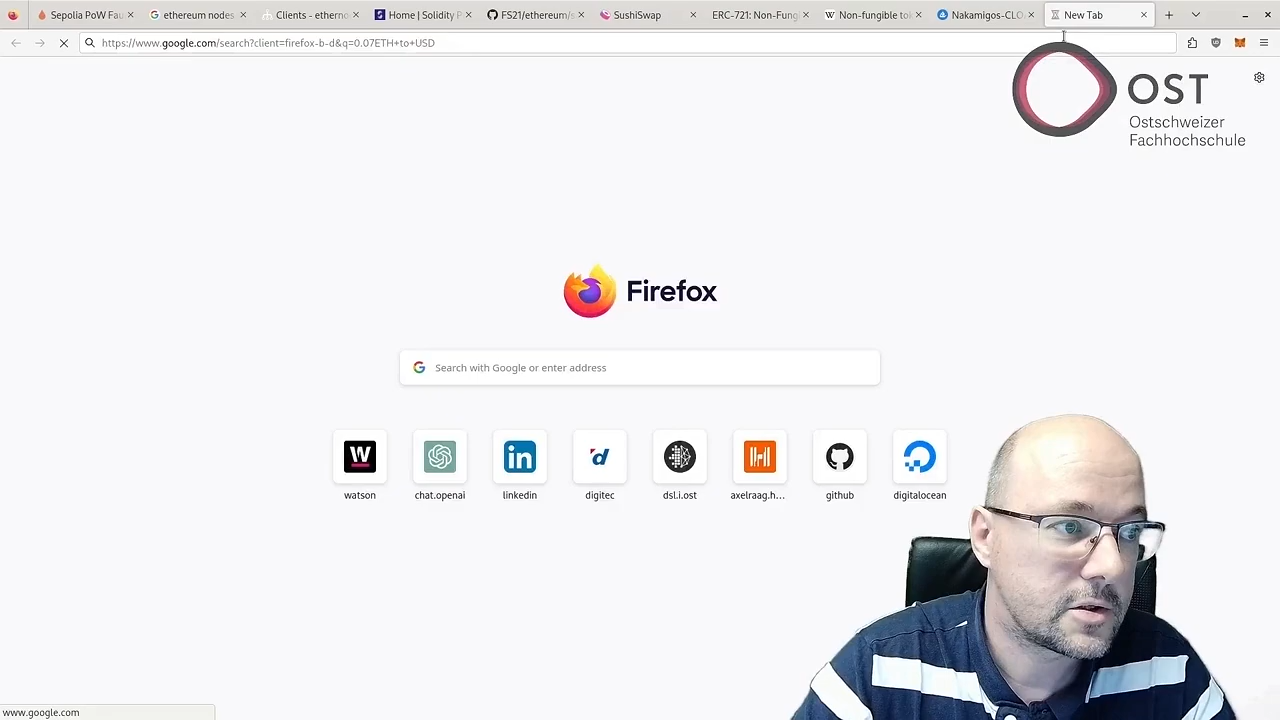 Sepolia PoW Fau
ethereum nodes
Clients - ethern
Home | Solidity P
FS21/ethereum/s
SushiSwap
ERC-721: Non-Fung
Non-fungible tok
Nakamigos-CLO
New Tab
https://www.google.com/search?client=firefox-b-d&q=0.07ETH+to+USD
OST
Ostschweizer
Fachhochschule
Firefox
Search with Google or enter address
watson
chat.openai
linkedin
digitec
dsl.i.ost
axelraag.h...
github
digitalocean
www.google.com